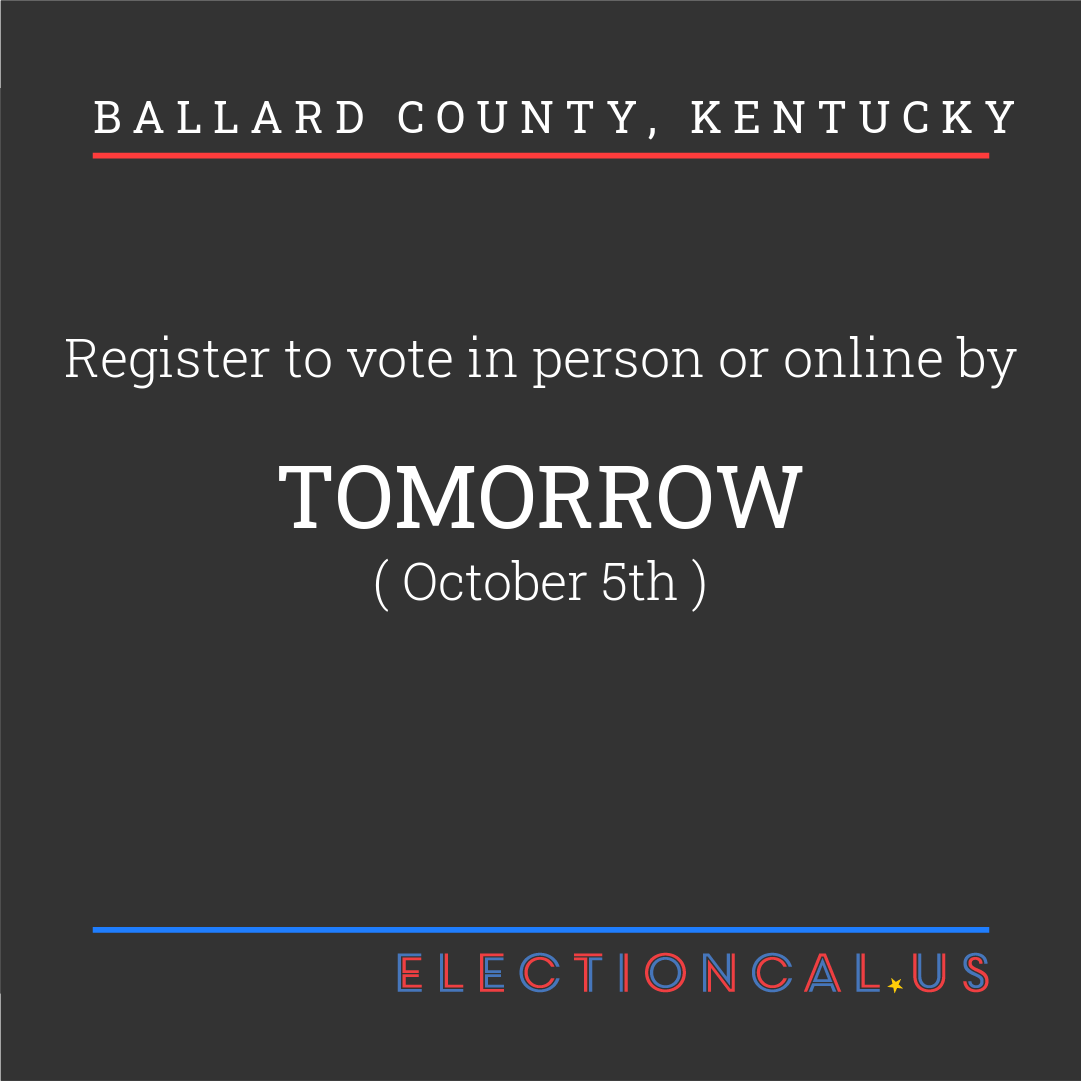 BALLARD COUNTY, KENTUCKY
Register to vote in person or online by
TOMORROW
( October 5th )
ELECTIONCAL.US